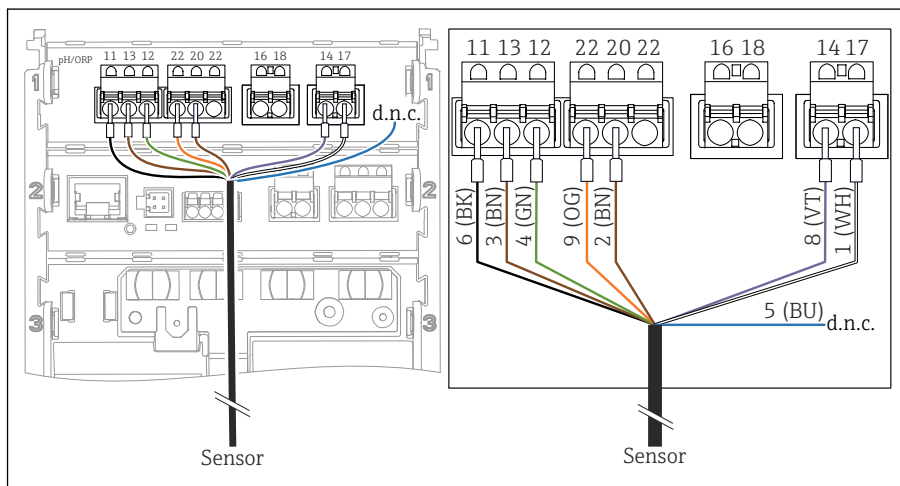 pH/ORP 11 13 12 22 20 22 16 18 14 17
1 1
d.n.c.
2 2
3 3
Sensor
11 13 12 22 20 22 16 18 14 17
6 (BK) 3 (BN) 4 (GN) 9 (OG) 2 (BN) 8 (VT) 1 (WH)
5 (BU)
d.n.c.
Sensor